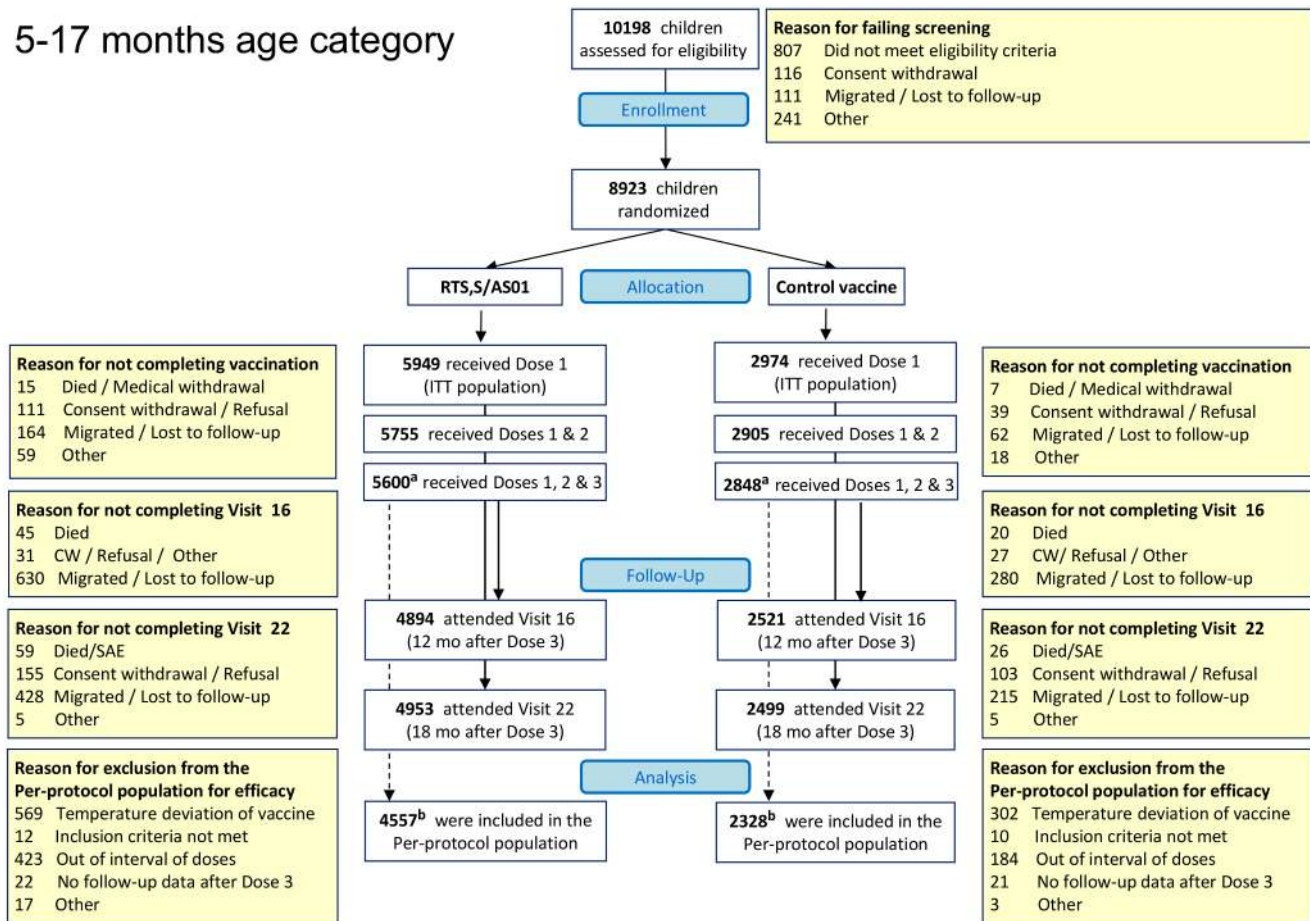 5-17 months age category
10198 children
assessed for eligibility
Reason for failing screening
807 Did not meet eligibility criteria
116 Consent withdrawal
111 Migrated / Lost to follow-up
241 Other
Enrollment
8923 children
randomized
RTS,S/AS01
Allocation
Control vaccine
Reason for not completing vaccination
15 Died / Medical withdrawal
111 Consent withdrawal / Refusal
164 Migrated / Lost to follow-up
59 Other
5949 received Dose 1
(ITT population)
2974 received Dose 1
(ITT population)
Reason for not completing vaccination
7 Died / Medical withdrawal
39 Consent withdrawal / Refusal
62 Migrated / Lost to follow-up
18 Other
5755 received Doses 1 & 2
2905 received Doses 1 & 2
5600a received Doses 1, 2 & 3
2848a received Doses 1, 2 & 3
Reason for not completing Visit 16
45 Died
31 CW / Refusal / Other
630 Migrated / Lost to follow-up
Reason for not completing Visit 16
20 Died
27 CW/ Refusal / Other
280 Migrated / Lost to follow-up
Follow-Up
4894 attended Visit 16
(12 mo after Dose 3)
2521 attended Visit 16
(12 mo after Dose 3)
Reason for not completing Visit 22
59 Died/SAE
155 Consent withdrawal / Refusal
428 Migrated / Lost to follow-up
5 Other
Reason for not completing Visit 22
26 Died/SAE
103 Consent withdrawal / Refusal
215 Migrated / Lost to follow-up
5 Other
4953 attended Visit 22
(18 mo after Dose 3)
2499 attended Visit 22
(18 mo after Dose 3)
Analysis
Reason for exclusion from the
Per-protocol population for efficacy
569 Temperature deviation of vaccine
12 Inclusion criteria not met
423 Out of interval of doses
22 No follow-up data after Dose 3
17 Other
4557b were included in the
Per-protocol population
2328b were included in the
Per-protocol population
Reason for exclusion from the
Per-protocol population for efficacy
302 Temperature deviation of vaccine
10 Inclusion criteria not met
184 Out of interval of doses
21 No follow-up data after Dose 3
3 Other